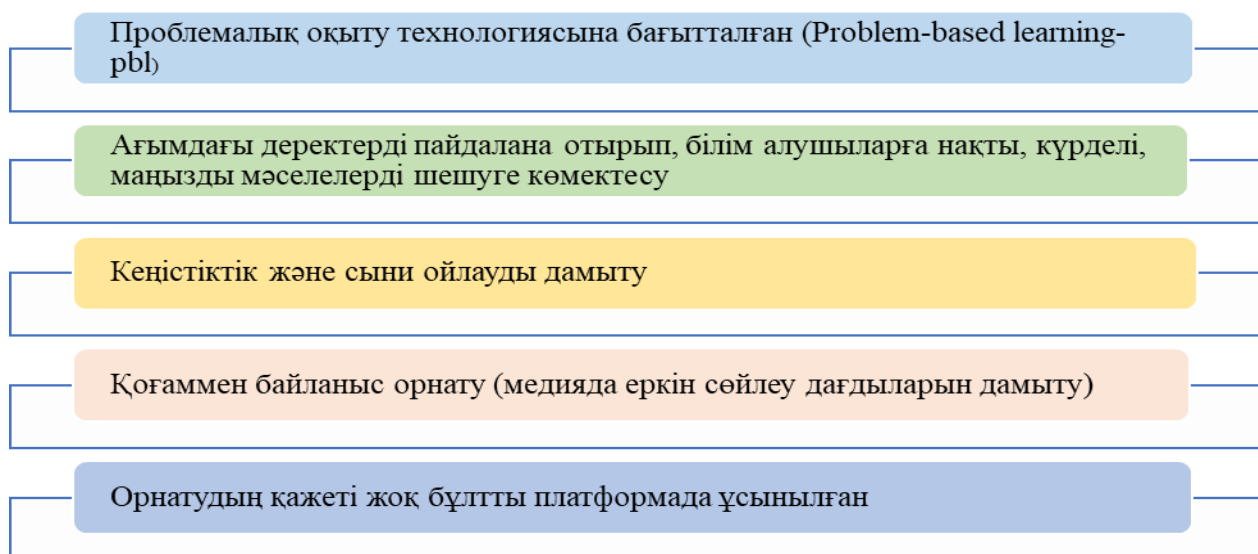 Проблемалық оқыту технологиясына бағытталған (Problem-based learning-
pbl)
Ағымдағы деректерді пайдалана отырып, білім алушыларға нақты, күрделі,
маңызды мәселелерді шешуге көмектесу
Кеңістіктік және сыни ойлауды дамыту
Қоғаммен байланыс орнату (медияда еркін сөйлеу дағдыларын дамыту)
Орнатудың қажеті жоқ бұлтты платформада ұсынылған